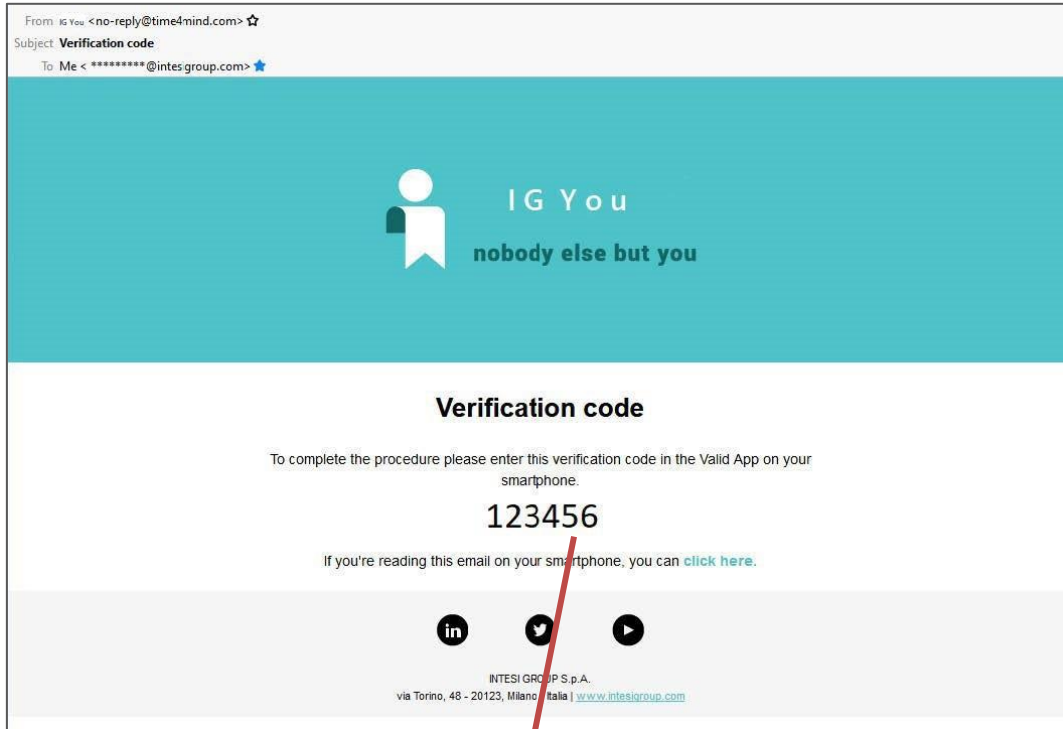 From IG You <no-reply@time4mind.com>
Subject Verification code
To Me < *********@intesigroup.com>
IG You
nobody else but you
Verification code
To complete the procedure please enter this verification code in the Valid App on your
smartphone.
123456
If you're reading this email on your smartphone, you can click here.
in
INTESI GROUP S.p.A.
via Torino, 48 - 20123, Milano Italia | www.intesigroup.com